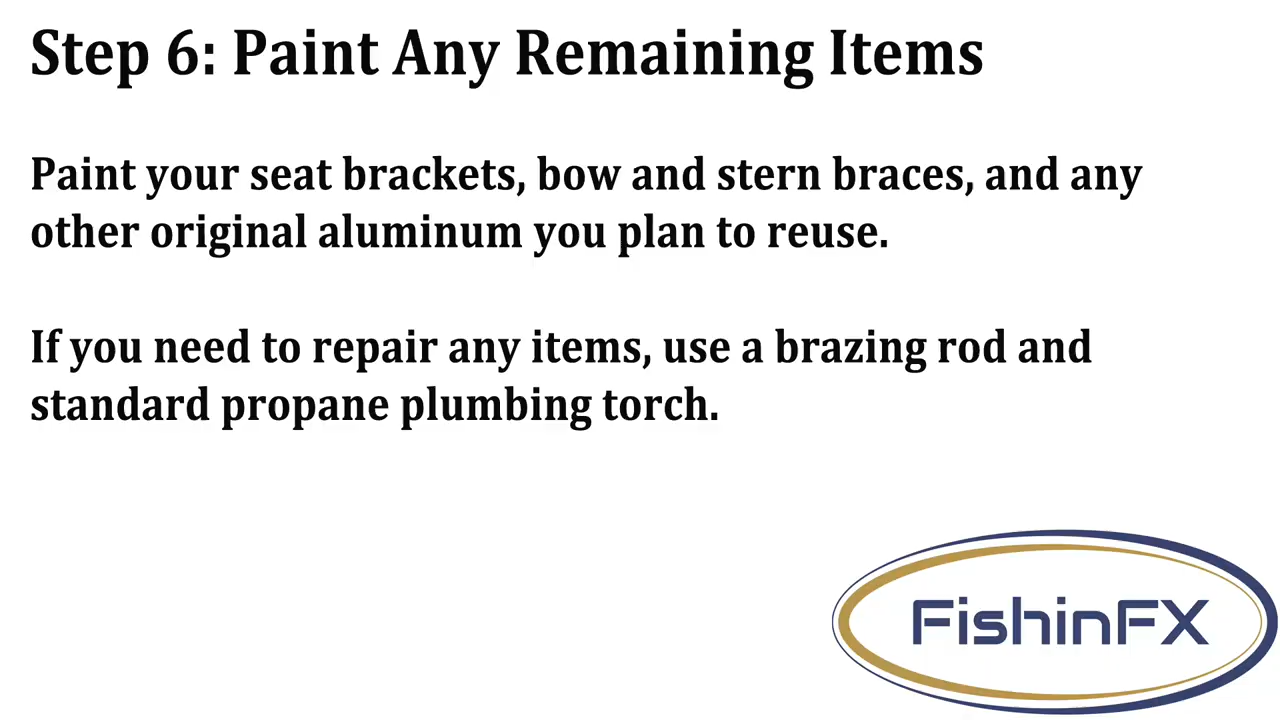 Step 6: Paint Any Remaining Items
Paint your seat brackets, bow and stern braces, and any
other original aluminum you plan to reuse.
If you need to repair any items, use a brazing rod and
standard propane plumbing torch.
FishinFX